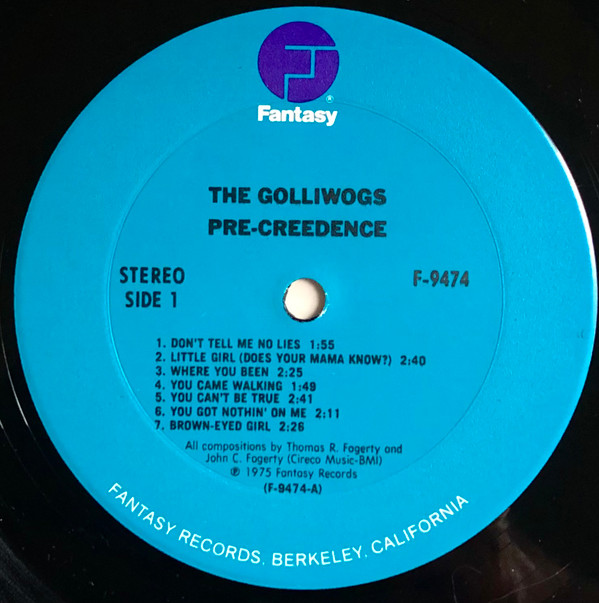 ®
Fantasy
THE GOLLIWOGS
PRE-CREEDENCE
STEREO
SIDE 1
F-9474
1. DON'T TELL ME NO LIES 1:55
2. LITTLE GIRL (DOES YOUR MAMA KNOW?) 2:40
3. WHERE YOU BEEN 2:25
4. YOU CAME WALKING 1:49
5. YOU CAN'T BE TRUE 2:41
6. YOU GOT NOTHIN' ON ME 2:11
7. BROWN-EYED GIRL 2:26
All compositions by Thomas R. Fogerty and
John C. Fogerty (Cireco Music-BMI)
℗ 1975 Fantasy Records
(F-9474-A)
FANTASY RECORDS, BERKELEY, CALIFORNIA